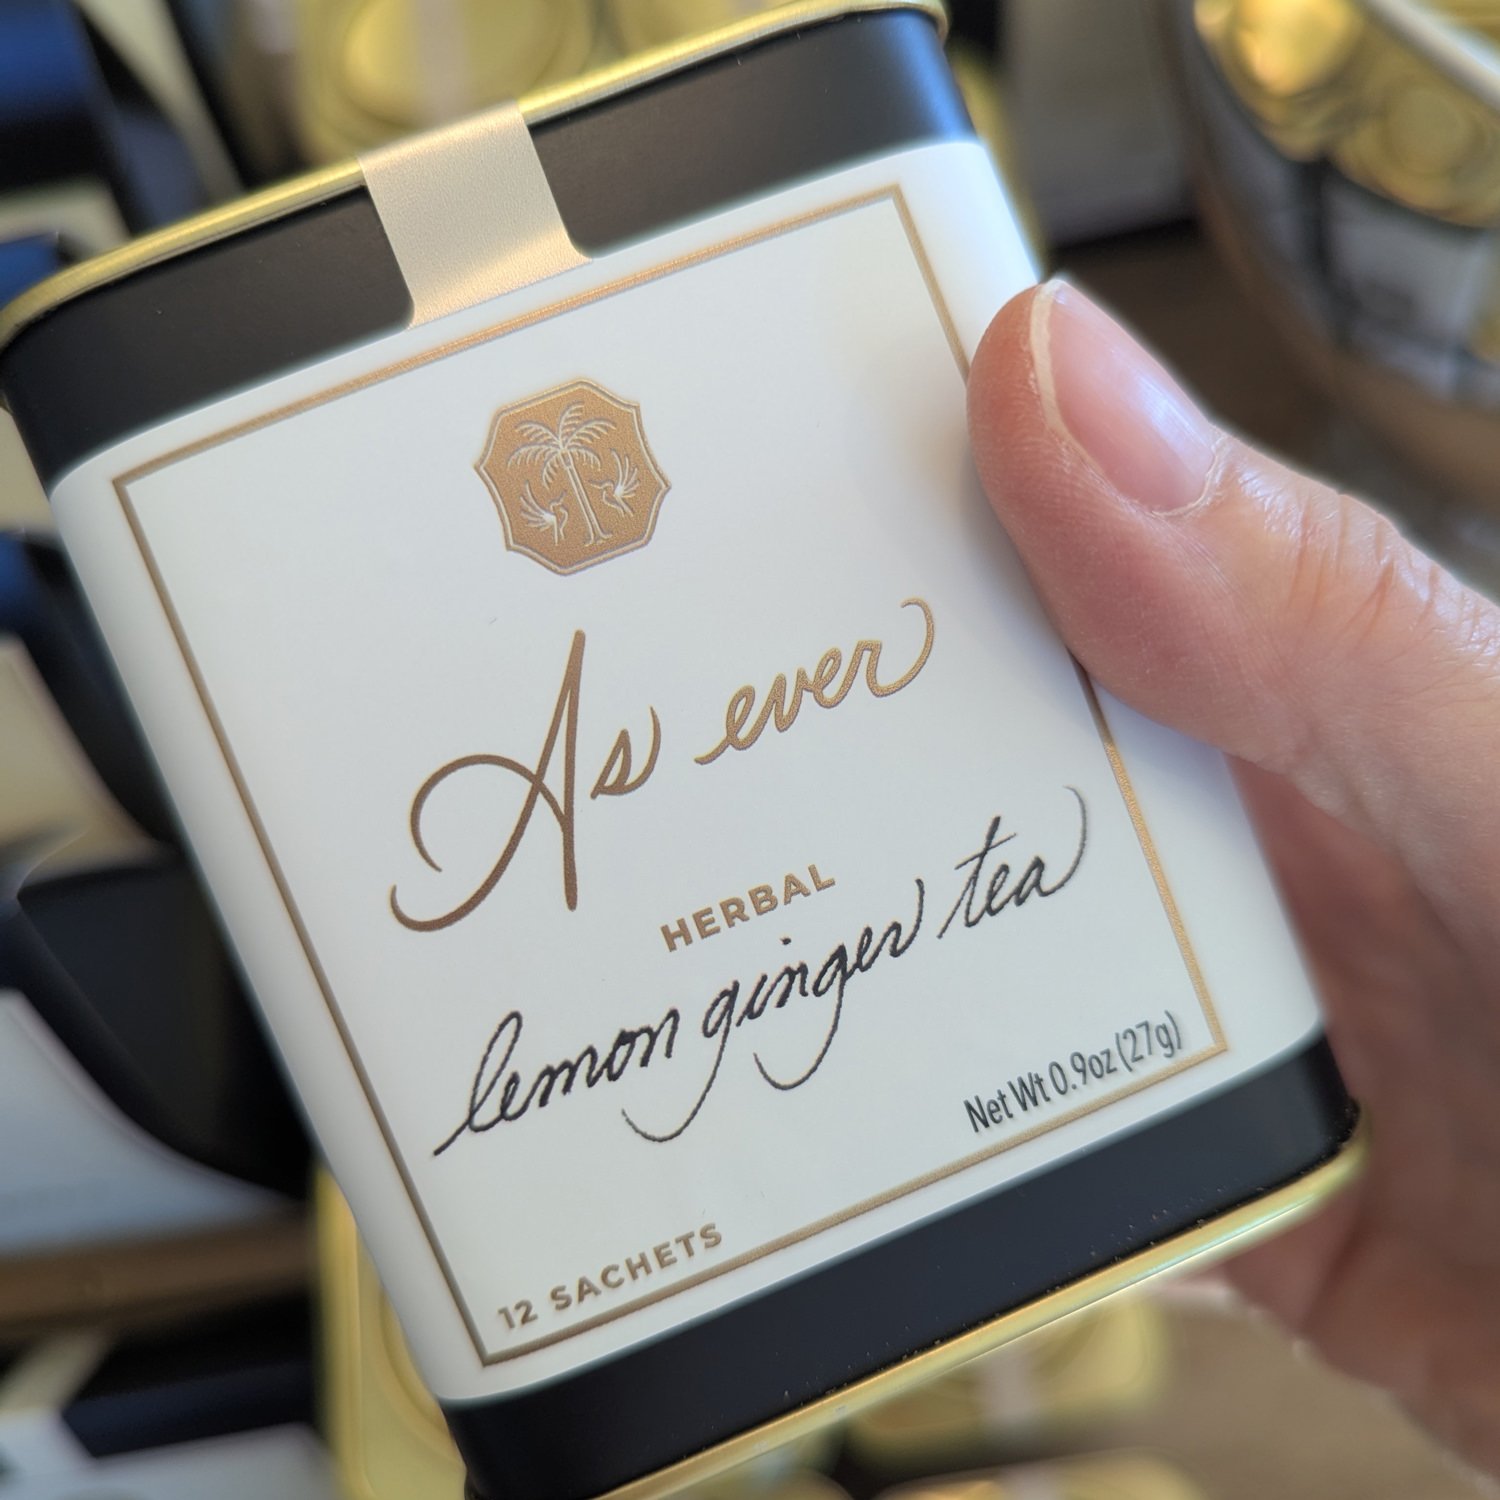 As ever
HERBAL
lemon ginger tea
Net Wt 0.9oz (27g)
12 SACHETS